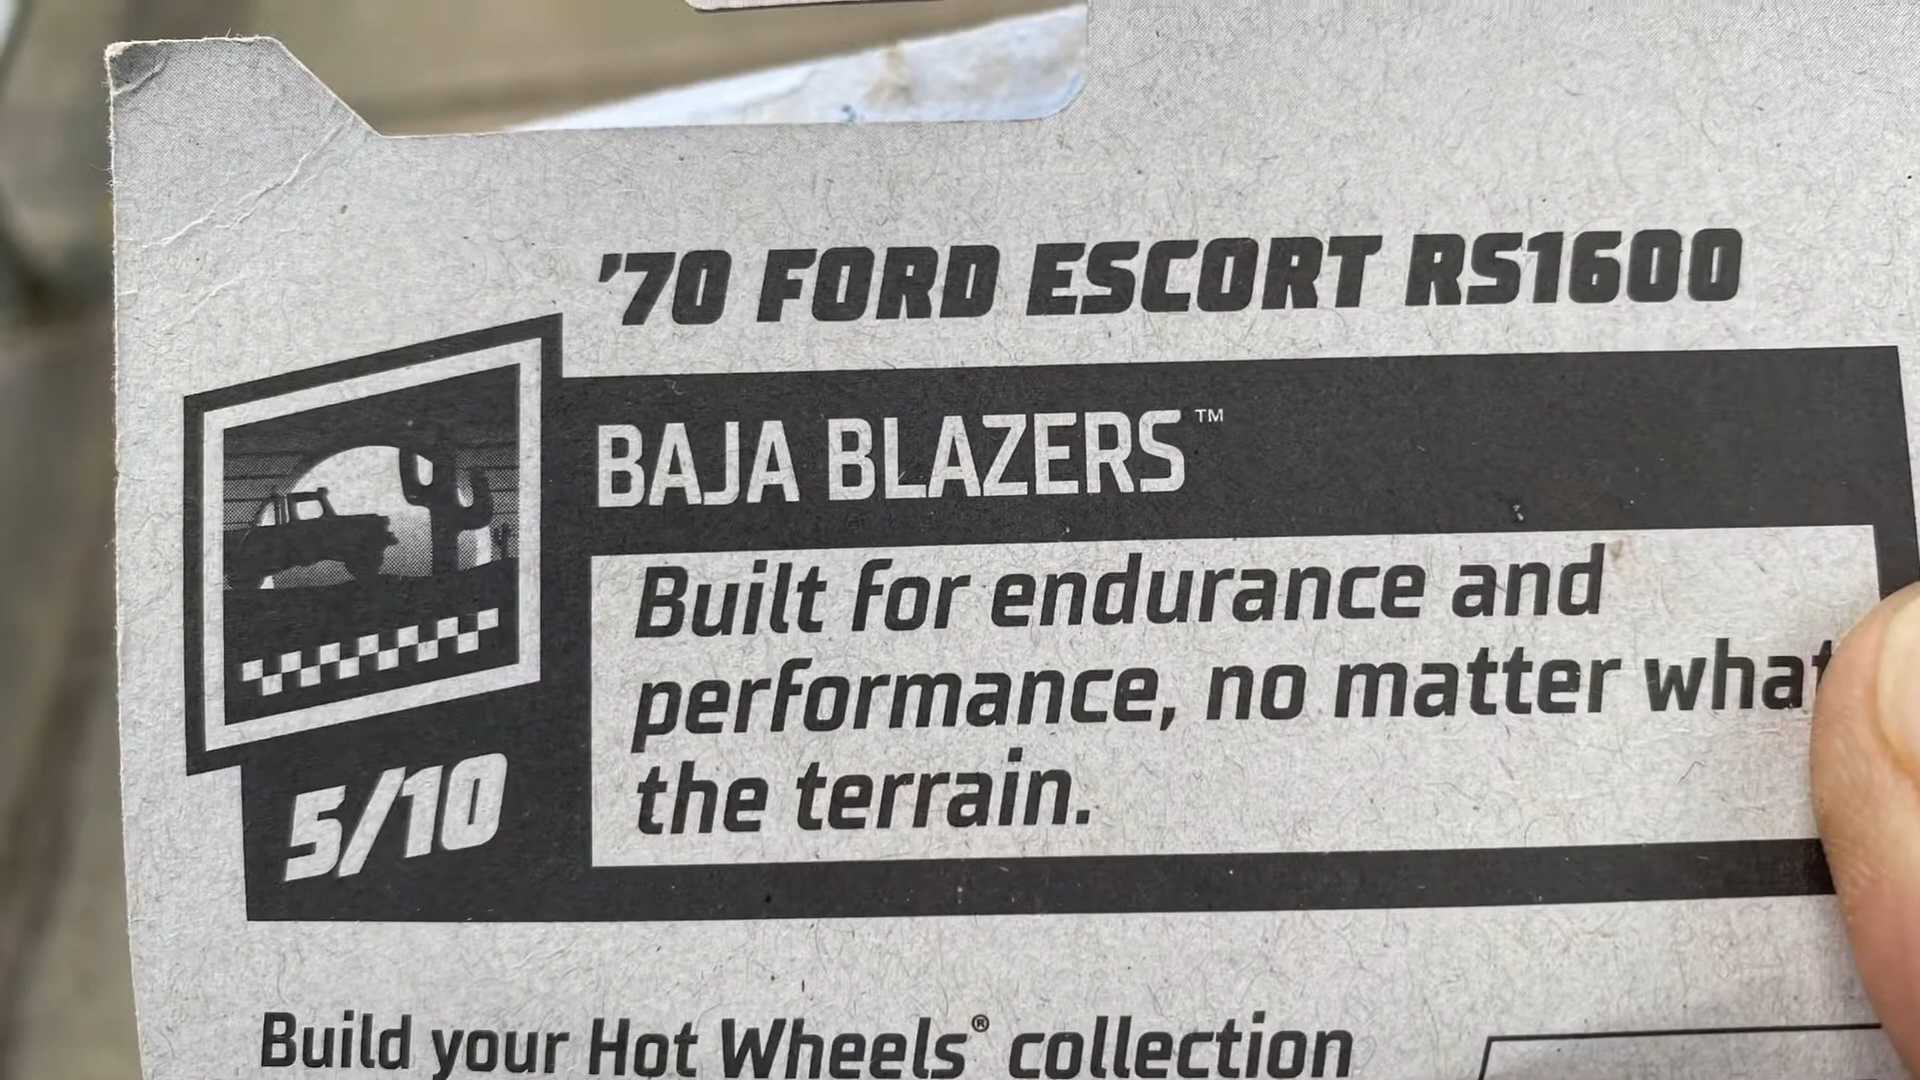 '70 FORD ESCORT RS1600
BAJA BLAZERS™
Built for endurance and
performance, no matter what
the terrain.
5/10
Build your Hot Wheels® collection